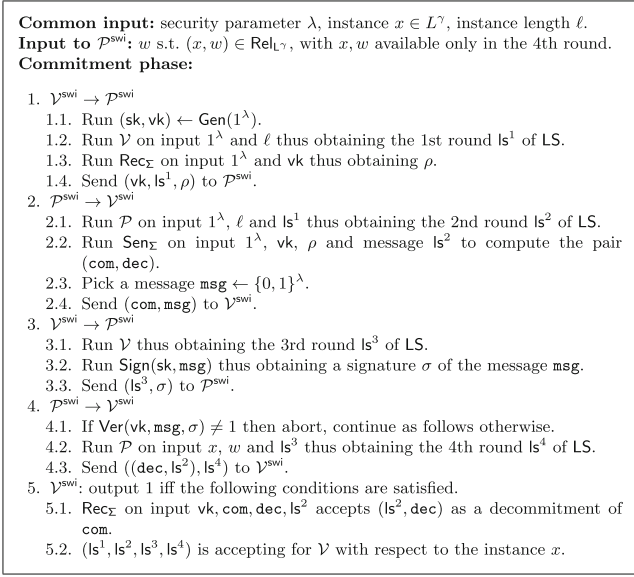 Common input: security parameter λ, instance x ∈ L^γ, instance length ℓ.
Input to 𝒫^swi: w s.t. (x, w) ∈ Rel_{L^γ}, with x, w available only in the 4th round.
Commitment phase:
1. 𝒱^swi → 𝒫^swi
1.1. Run (sk, vk) ← Gen(1^λ).
1.2. Run 𝒱 on input 1^λ and ℓ thus obtaining the 1st round ls^1 of LS.
1.3. Run Rec_Σ on input 1^λ and vk thus obtaining ρ.
1.4. Send (vk, ls^1, ρ) to 𝒫^swi.
2. 𝒫^swi → 𝒱^swi
2.1. Run 𝒫 on input 1^λ, ℓ and ls^1 thus obtaining the 2nd round ls^2 of LS.
2.2. Run Sen_Σ on input 1^λ, vk, ρ and message ls^2 to compute the pair
(com, dec).
2.3. Pick a message msg ← {0, 1}^λ.
2.4. Send (com, msg) to 𝒱^swi.
3. 𝒱^swi → 𝒫^swi
3.1. Run 𝒱 thus obtaining the 3rd round ls^3 of LS.
3.2. Run Sign(sk, msg) thus obtaining a signature σ of the message msg.
3.3. Send (ls^3, σ) to 𝒫^swi.
4. 𝒫^swi → 𝒱^swi
4.1. If Ver(vk, msg, σ) ≠ 1 then abort, continue as follows otherwise.
4.2. Run 𝒫 on input x, w and ls^3 thus obtaining the 4th round ls^4 of LS.
4.3. Send ((dec, ls^2), ls^4) to 𝒱^swi.
5. 𝒱^swi: output 1 iff the following conditions are satisfied.
5.1. Rec_Σ on input vk, com, dec, ls^2 accepts (ls^2, dec) as a decommitment of
com.
5.2. (ls^1, ls^2, ls^3, ls^4) is accepting for 𝒱 with respect to the instance x.